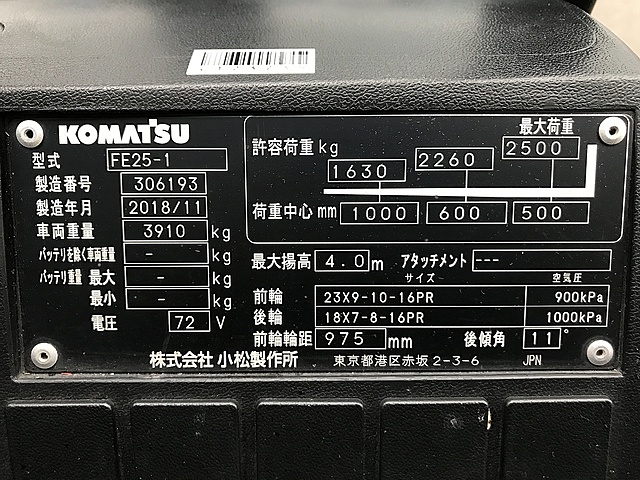 KOMATSU
型式 FE25-1
製造番号 306193
製造年月 2018/11
車両重量 3910 kg
バッテリを除く車両重量 - kg
バッテリ重量 最大 - kg
最小 - kg
電圧 72 V
最大荷重
許容荷重 kg 1630 2260 2500
荷重中心 mm 1000 600 500
最大揚高 4.0 m アタッチメント ---
サイズ 空気圧
前輪 23X9-10-16PR 900kPa
後輪 18X7-8-16PR 1000kPa
前輪輪距 975 mm 後傾角 11°
株式会社 小松製作所 東京都港区赤坂 2-3-6 JPN